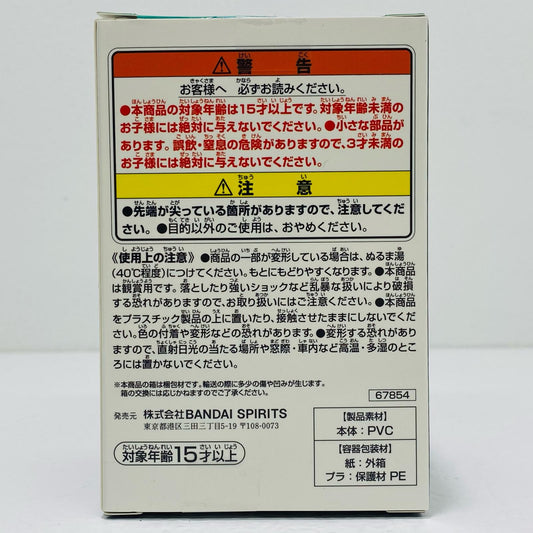 ⚠警告
お客様へ 必ずお読みください。
●本商品の対象年齢は15才以上です。対象年齢未満の
お子様には絶対に与えないでください。●小さな部品が
あります。誤飲・窒息の危険がありますので、3才未満の
お子様には絶対に与えないでください。
⚠注意
●先端が尖っている箇所がありますので、注意してくださ
い。●目的以外のご使用は、おやめください。
《使用上の注意》●商品の一部が変形している場合は、ぬるま湯
(40℃程度)につけてください。もとにもどりやすくなります。●本商品
は観賞用です。落としたり強いショックなど乱暴な扱いにより破損
する恐れがありますので、お取り扱いにはご注意ください。●本商品
をプラスチック製品の上に置いたり、接触させたままにしないでくださ
い。色の付着や変形などの恐れがあります。●変形する恐れがありま
すので、直射日光の当たる場所や窓際・車内など高温・多湿のとこ
ろには置かないでください。
※本商品の箱は梱包材です。輸送の際に多少の傷や凹みが生じます。
箱の交換には応じかねますので予めご了承ください。
67854
発売元 株式会社BANDAI SPIRITS
東京都港区三田三丁目5-19 〒108-0073
対象年齢15才以上
【製品素材】
本体:PVC
【容器包装材】
紙:外箱
プラ:保護材 PE